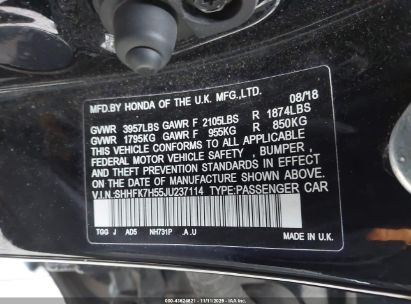 MFD.BY HONDA OF THE U.K. MFG.,LTD. 08/18
GVWR 3957LBS GAWR F 2105LBS R 1874LBS
GVWR 1795KG GAWR F 955KG R 850KG
THIS VEHICLE CONFORMS TO ALL APPLICABLE
FEDERAL MOTOR VEHICLE SAFETY , BUMPER ,
AND THEFT PREVENTION STANDARDS IN EFFECT
ON THE DATE OF MANUFACTURE SHOWN ABOVE.
V.I.N.:SHHFK7H55JU237114 TYPE:PASSENGER CAR
TGG J AD5 NH731P .A.U
MADE IN U.K.